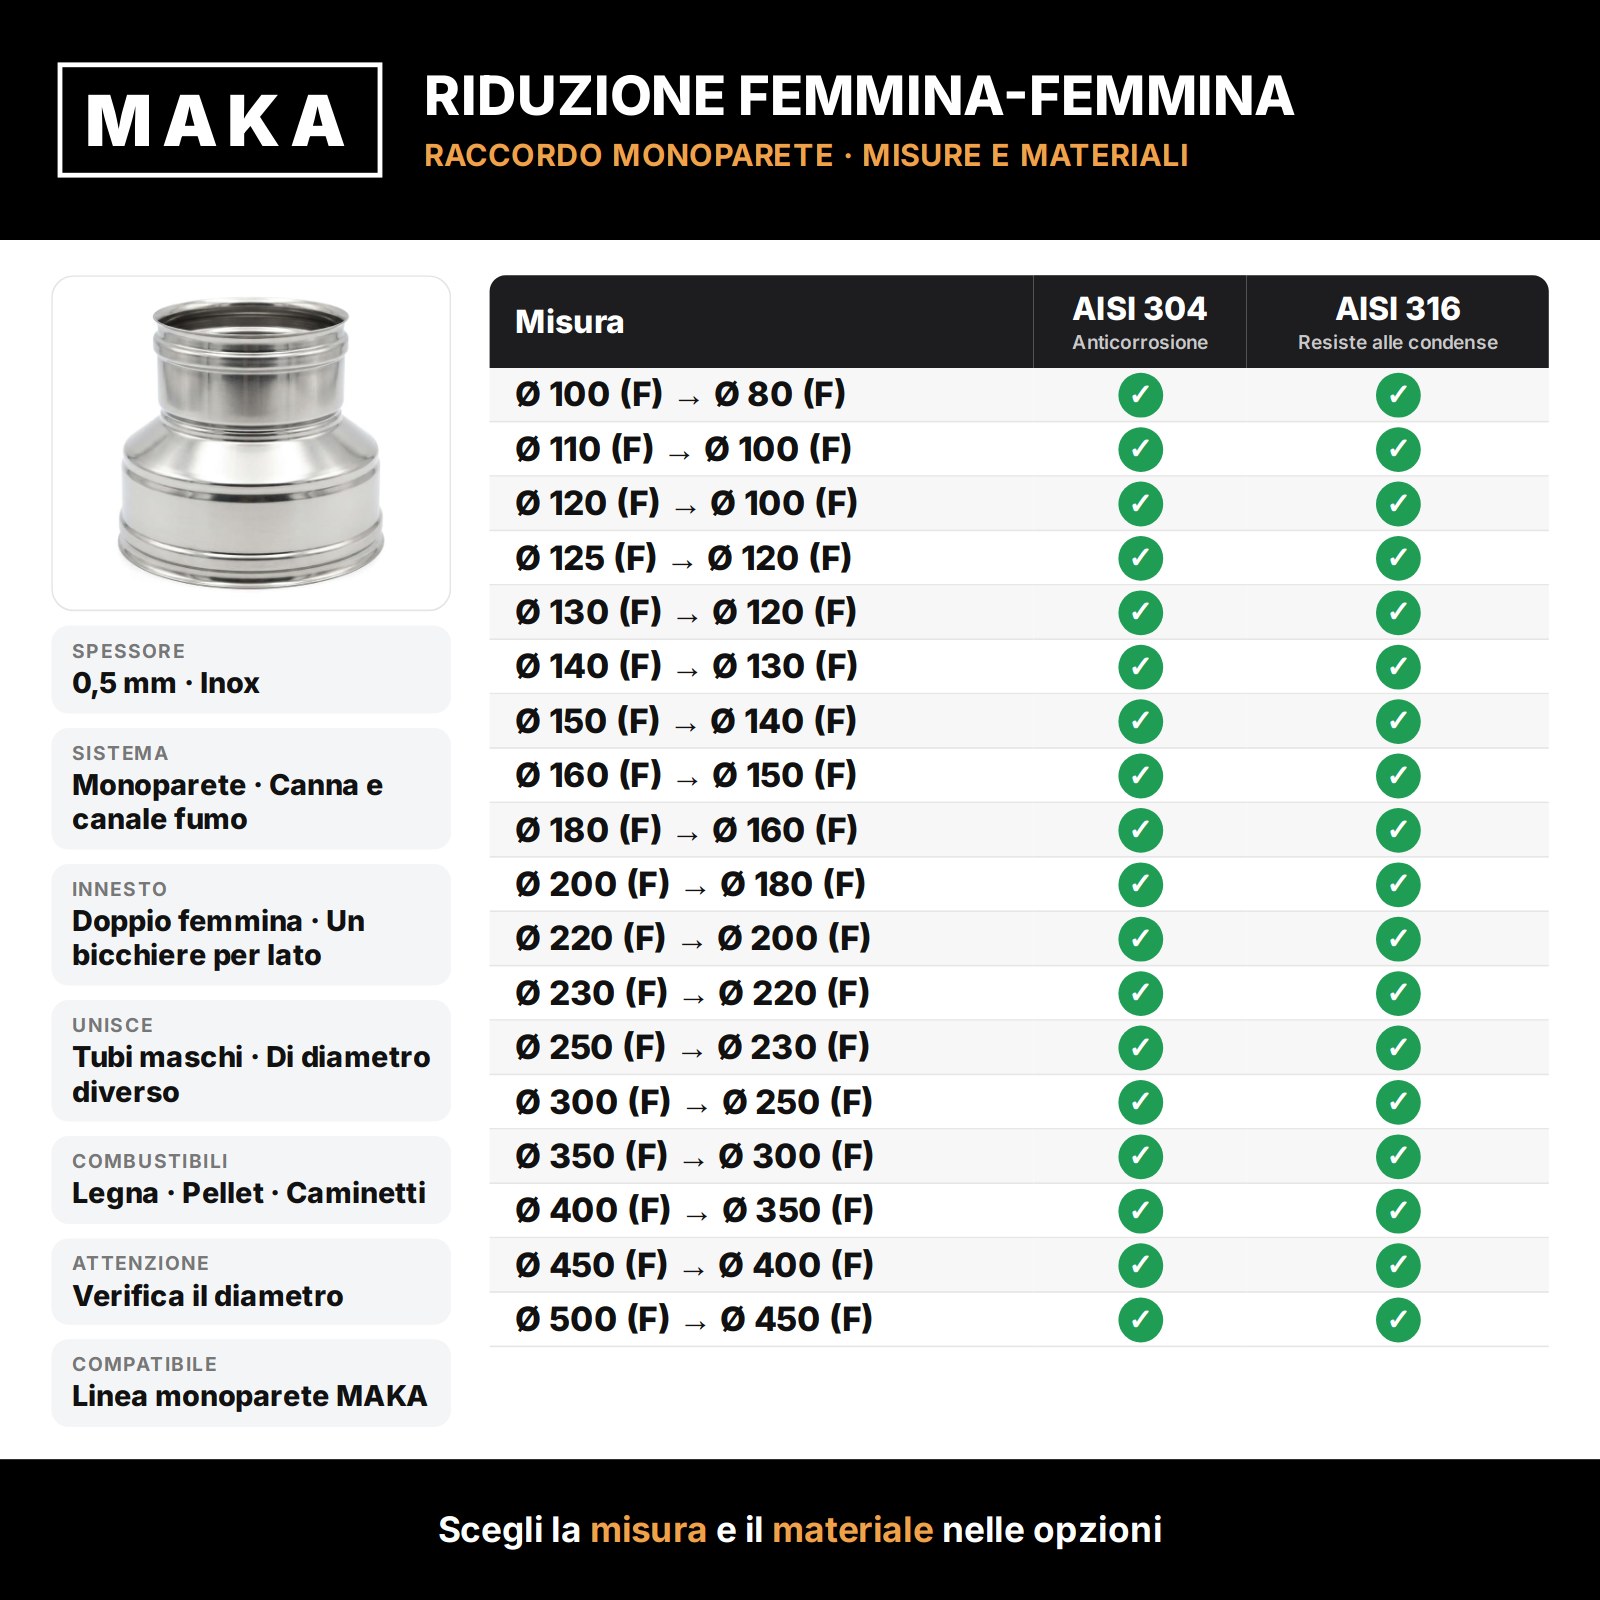 MAKA
RIDUZIONE FEMMINA-FEMMINA
RACCORDO MONOPARETE · MISURE E MATERIALI
SPESSORE
0,5 mm · Inox
SISTEMA
Monoparete · Canna e
canale fumo
INNESTO
Doppio femmina · Un
bicchiere per lato
UNISCE
Tubi maschi · Di diametro
diverso
COMBUSTIBILI
Legna · Pellet · Caminetti
ATTENZIONE
Verifica il diametro
COMPATIBILE
Linea monoparete MAKA
Misura AISI 304 AISI 316
Anticorrosione Resiste alle condense
Ø 100 (F) → Ø 80 (F) ✓ ✓
Ø 110 (F) → Ø 100 (F) ✓ ✓
Ø 120 (F) → Ø 100 (F) ✓ ✓
Ø 125 (F) → Ø 120 (F) ✓ ✓
Ø 130 (F) → Ø 120 (F) ✓ ✓
Ø 140 (F) → Ø 130 (F) ✓ ✓
Ø 150 (F) → Ø 140 (F) ✓ ✓
Ø 160 (F) → Ø 150 (F) ✓ ✓
Ø 180 (F) → Ø 160 (F) ✓ ✓
Ø 200 (F) → Ø 180 (F) ✓ ✓
Ø 220 (F) → Ø 200 (F) ✓ ✓
Ø 230 (F) → Ø 220 (F) ✓ ✓
Ø 250 (F) → Ø 230 (F) ✓ ✓
Ø 300 (F) → Ø 250 (F) ✓ ✓
Ø 350 (F) → Ø 300 (F) ✓ ✓
Ø 400 (F) → Ø 350 (F) ✓ ✓
Ø 450 (F) → Ø 400 (F) ✓ ✓
Ø 500 (F) → Ø 450 (F) ✓ ✓
Scegli la misura e il materiale nelle opzioni